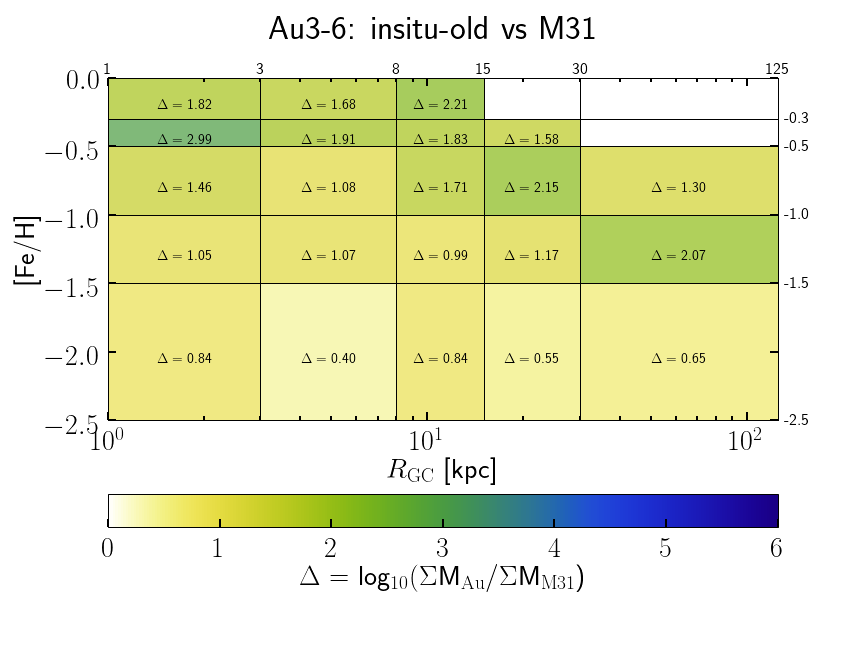 Au3-6: insitu-old vs M31
1 3 8 15 30 125
0.0
Δ = 1.82 Δ = 1.68 Δ = 2.21
-0.3
Δ = 2.99 Δ = 1.91 Δ = 1.83 Δ = 1.58
−0.5 -0.5
Δ = 1.46 Δ = 1.08 Δ = 1.71 Δ = 2.15 Δ = 1.30
−1.0 -1.0
[Fe/H]
Δ = 1.05 Δ = 1.07 Δ = 0.99 Δ = 1.17 Δ = 2.07
−1.5 -1.5
−2.0 Δ = 0.84 Δ = 0.40 Δ = 0.84 Δ = 0.55 Δ = 0.65
−2.5 -2.5
10⁰ 10¹ 10²
R_GC [kpc]
0 1 2 3 4 5 6
Δ = log₁₀(ΣM_Au/ΣM_M31)